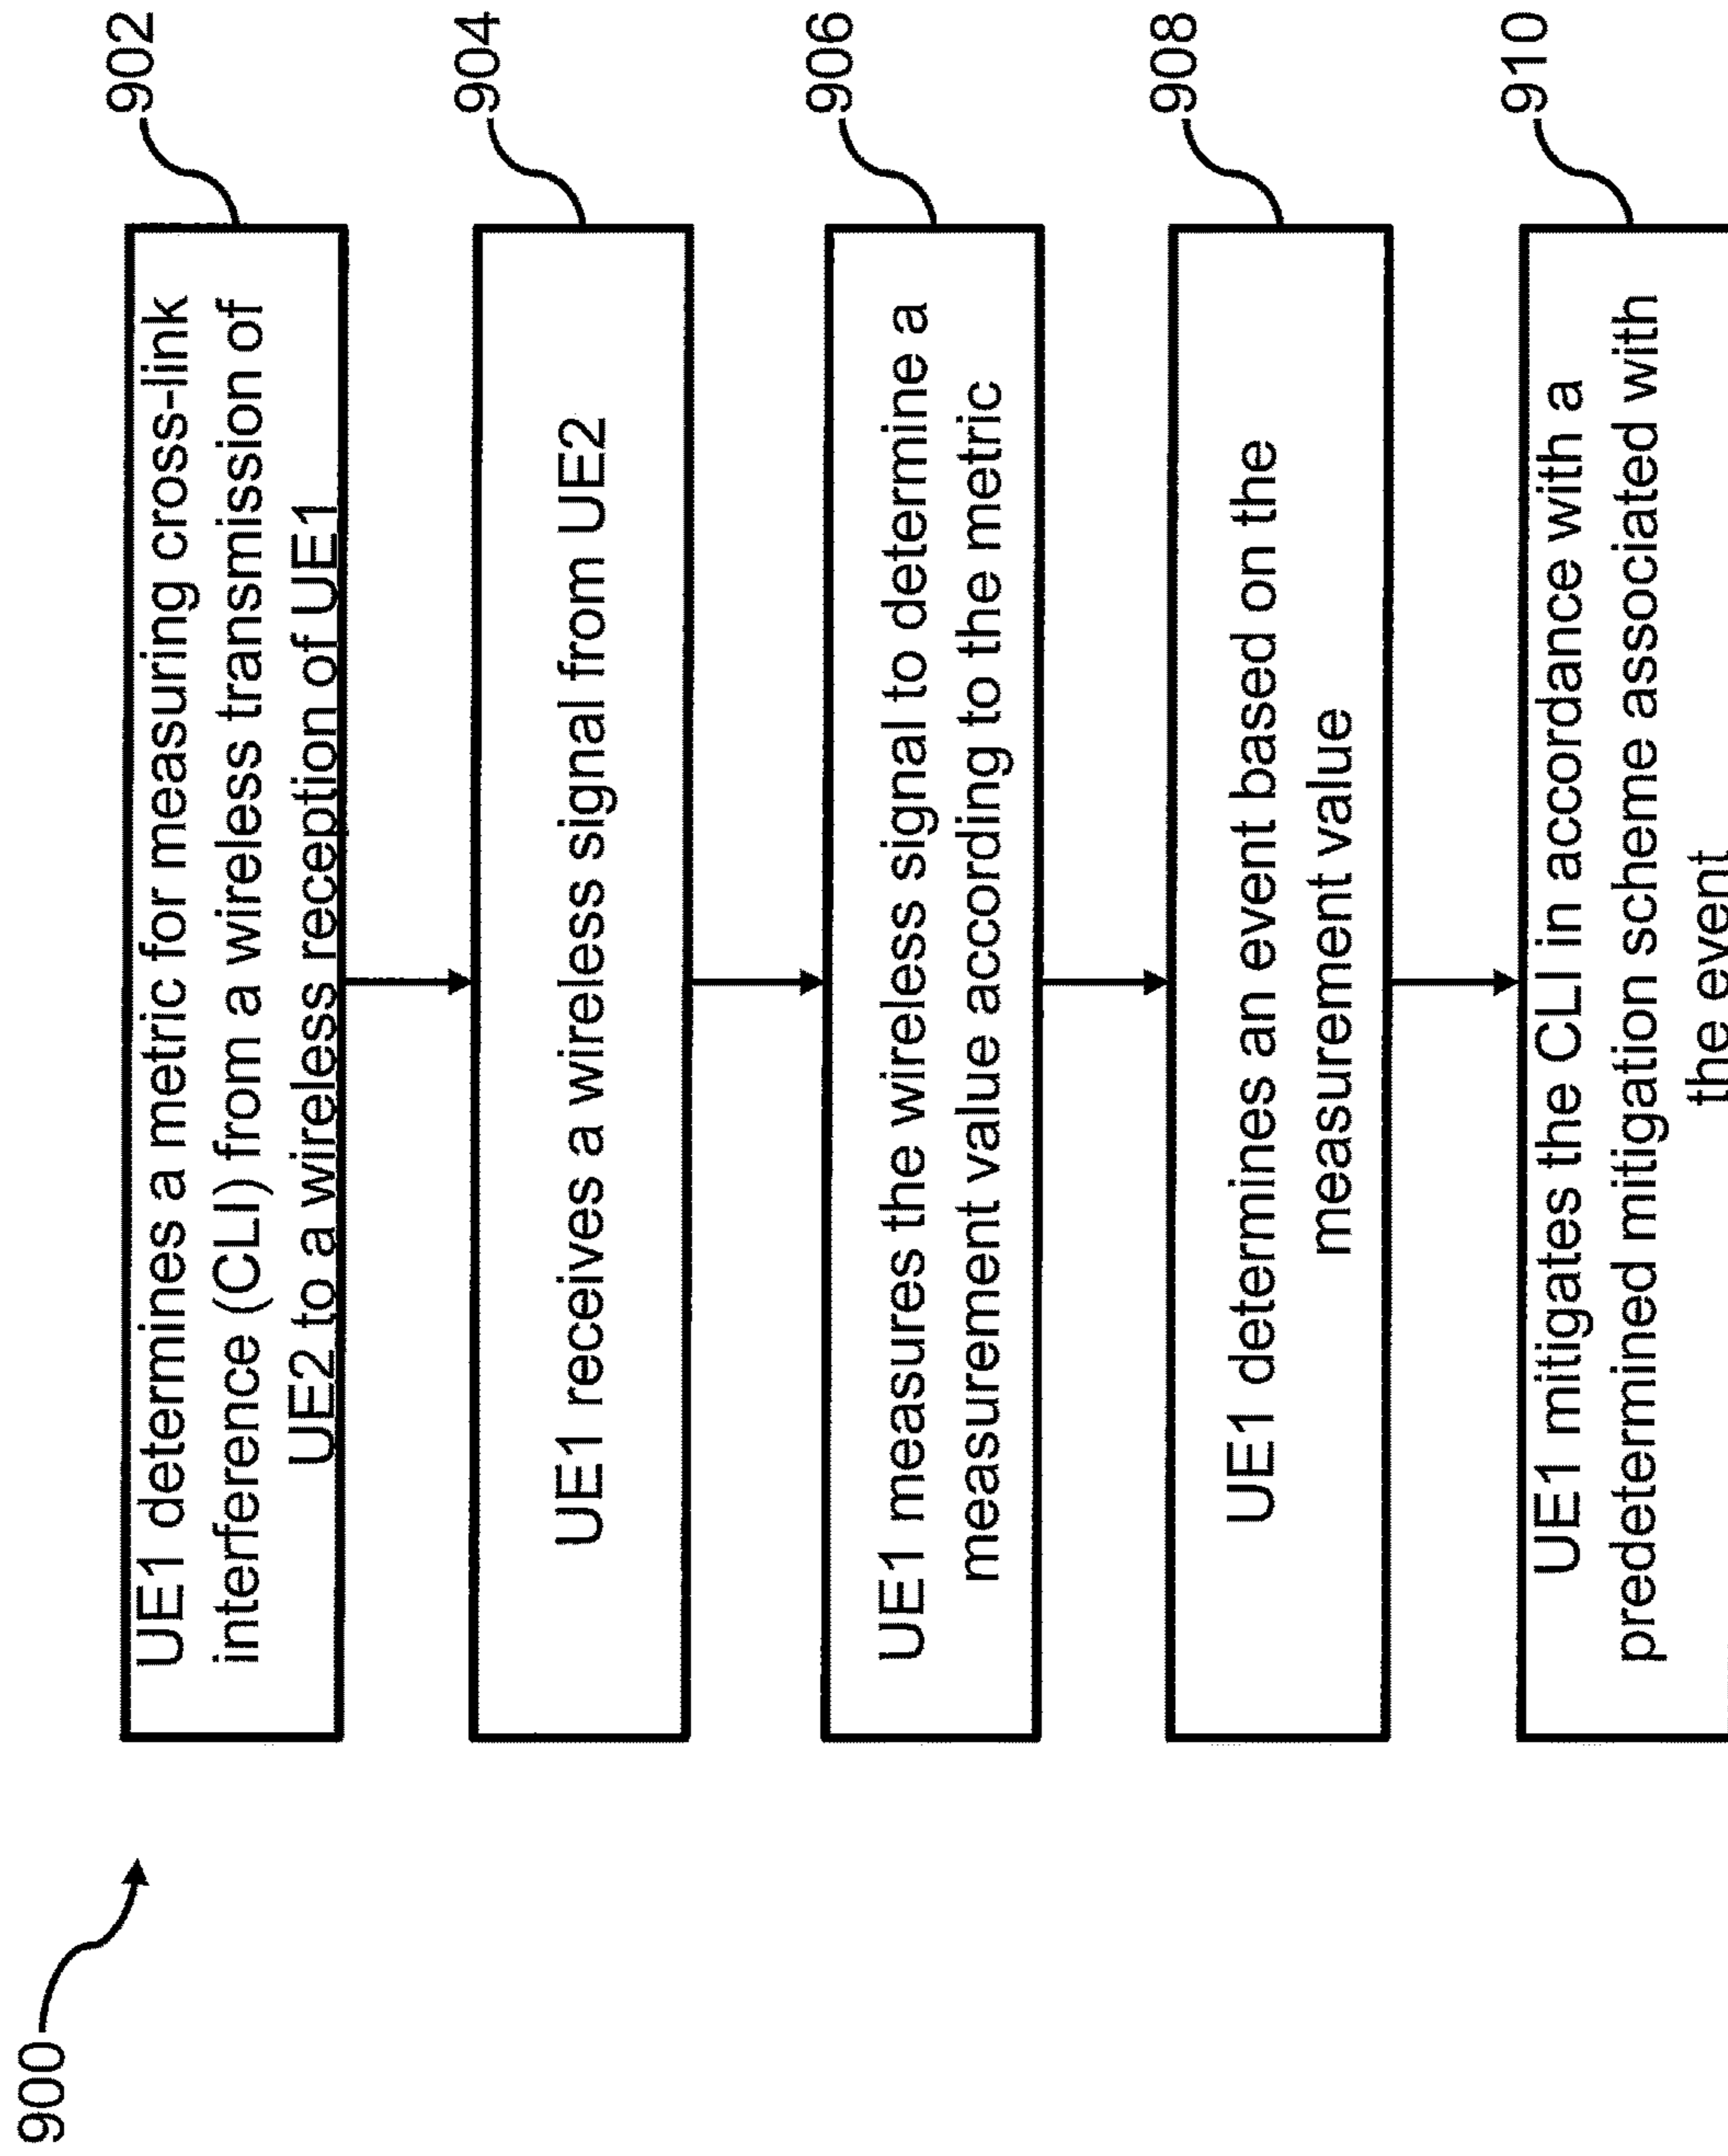 900
902
UE1 determines a metric for measuring cross-link
interference (CLI) from a wireless transmission of
UE2 to a wireless reception of UE1
904
UE1 receives a wireless signal from UE2
906
UE1 measures the wireless signal to determine a
measurement value according to the metric
908
UE1 determines an event based on the
measurement value
910
UE1 mitigates the CLI in accordance with a
predetermined mitigation scheme associated with
the event